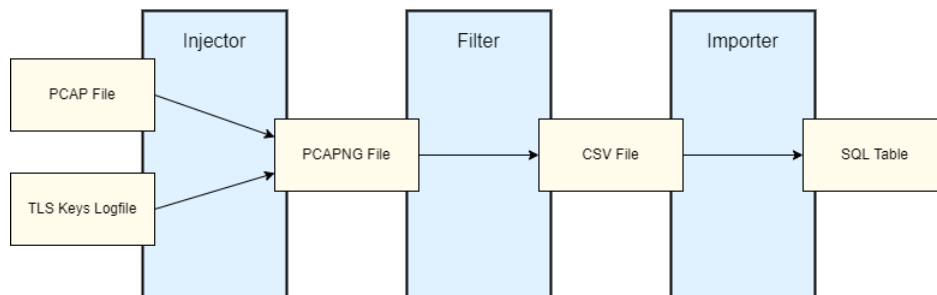 Injector
Filter
Importer
PCAP File
PCAPNG File
CSV File
SQL Table
TLS Keys Logfile